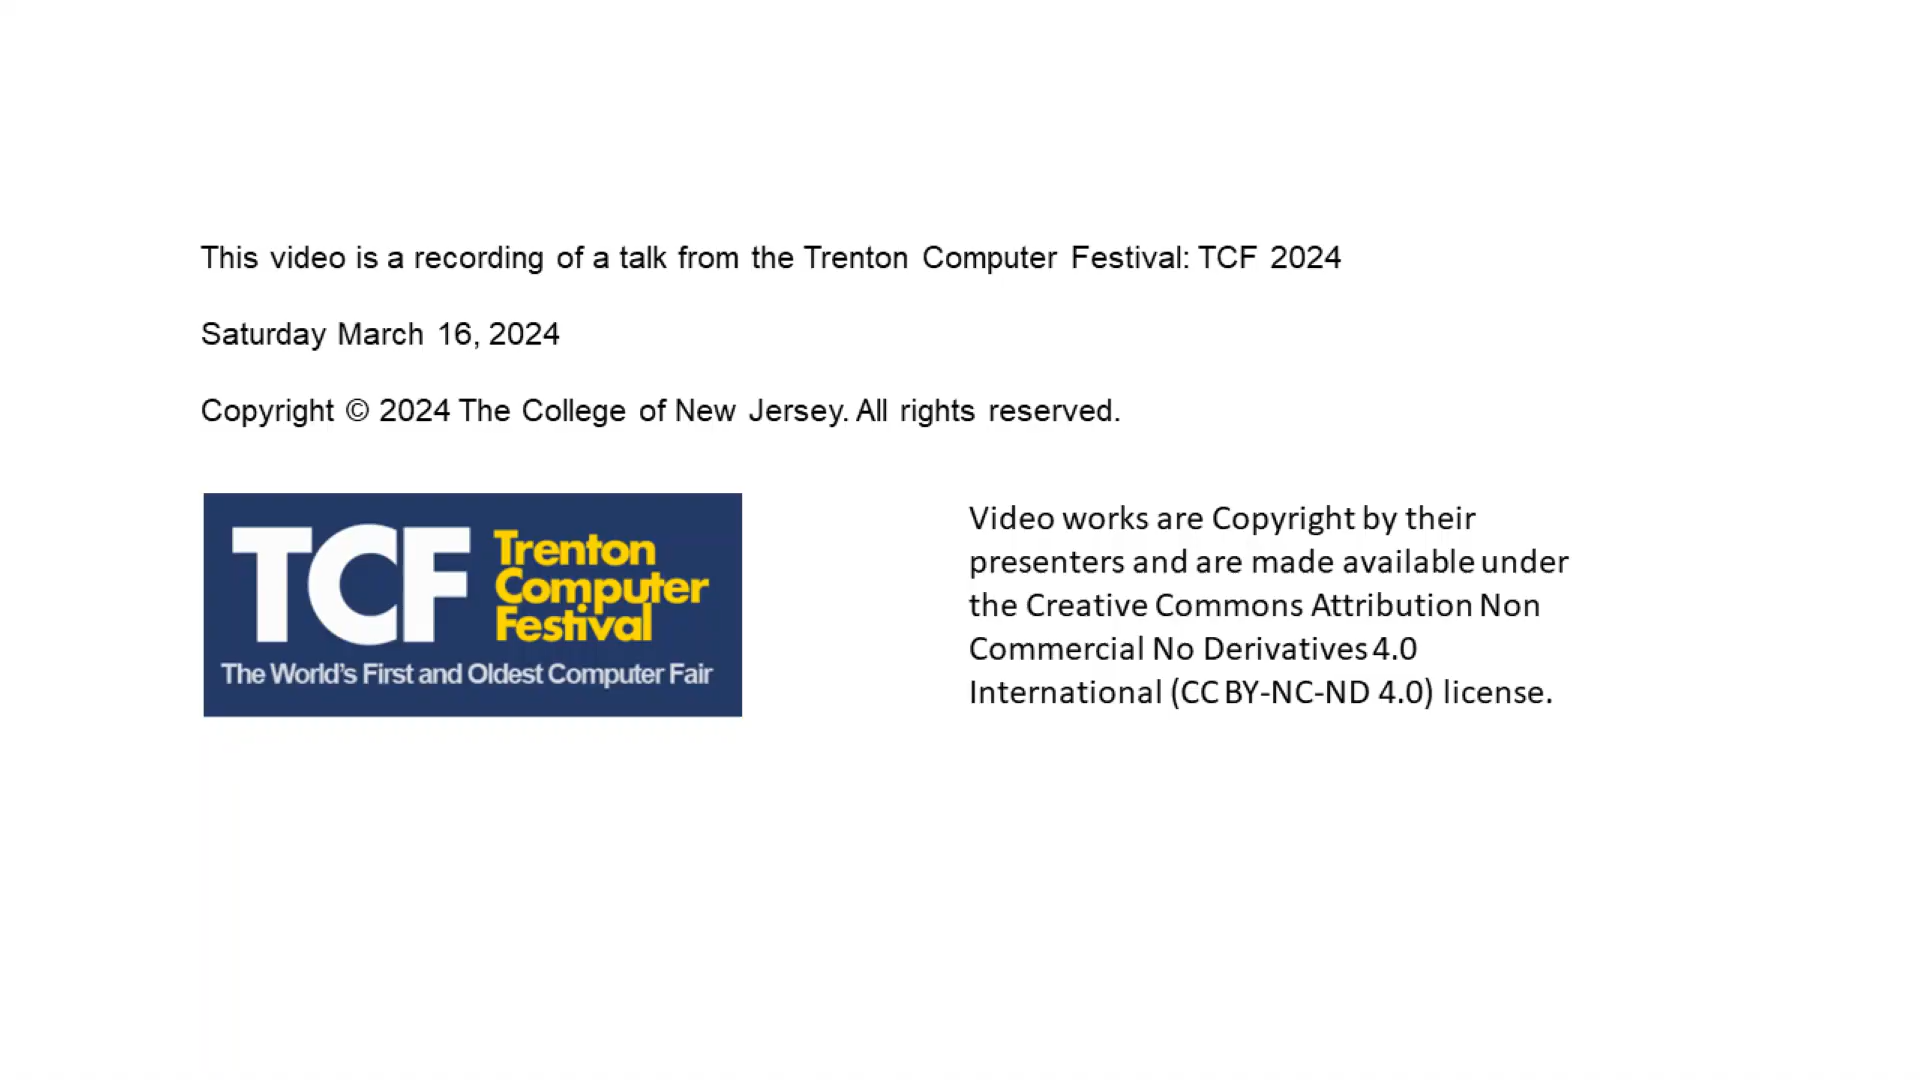 This video is a recording of a talk from the Trenton Computer Festival: TCF 2024
Saturday March 16, 2024
Copyright © 2024 The College of New Jersey. All rights reserved.
TCF
Trenton
Computer
Festival
The World's First and Oldest Computer Fair
Video works are Copyright by their
presenters and are made available under
the Creative Commons Attribution Non
Commercial No Derivatives 4.0
International (CC BY-NC-ND 4.0) license.